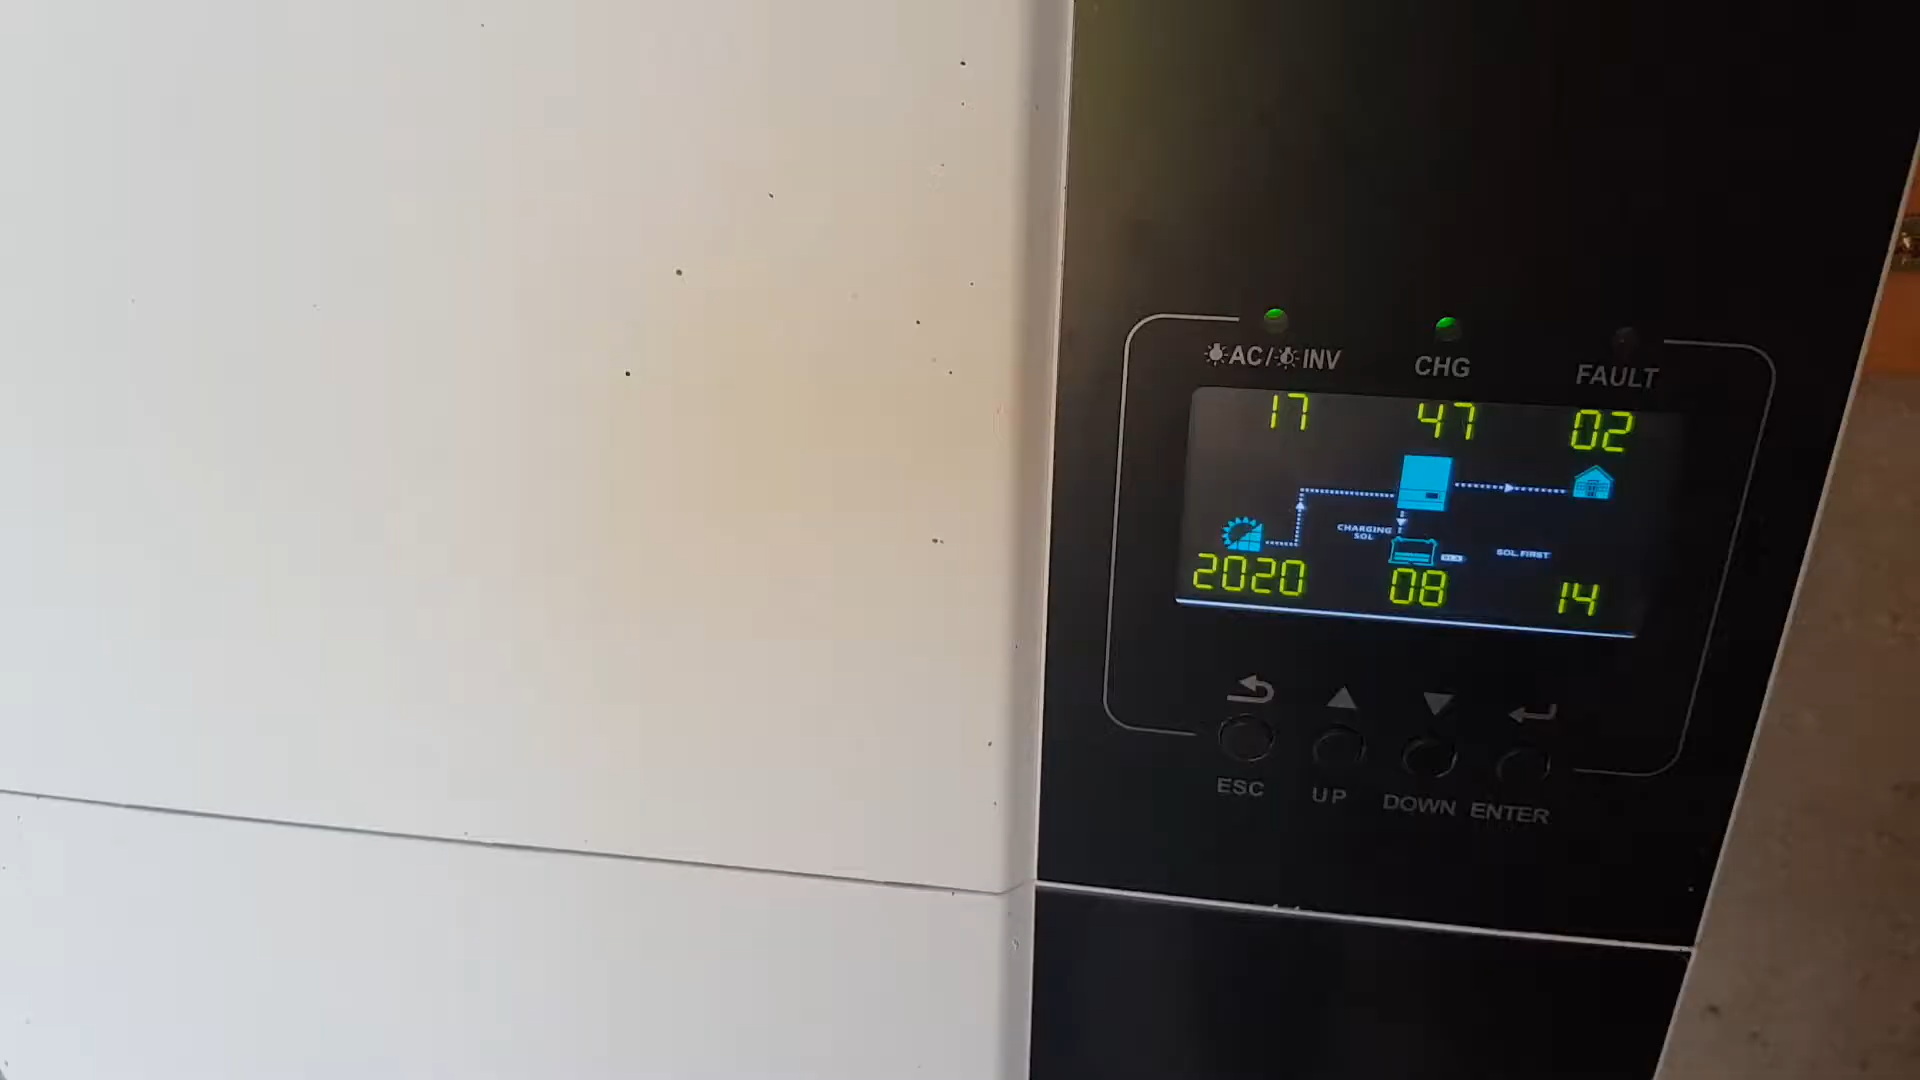 AC/ INV CHG FAULT
17 47 02
CHARGING
SOL
SOL FIRST
2020 08 14
ESC UP DOWN ENTER